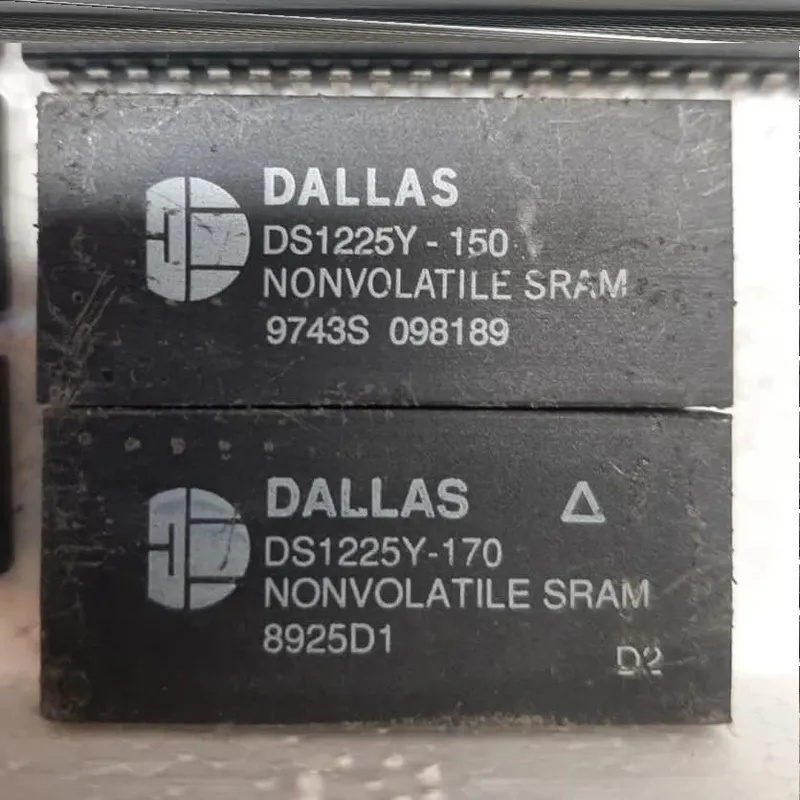 DALLAS
DS1225Y - 150
NONVOLATILE SRAM
9743S 098189
DALLAS
DS1225Y-170
NONVOLATILE SRAM
8925D1
D2